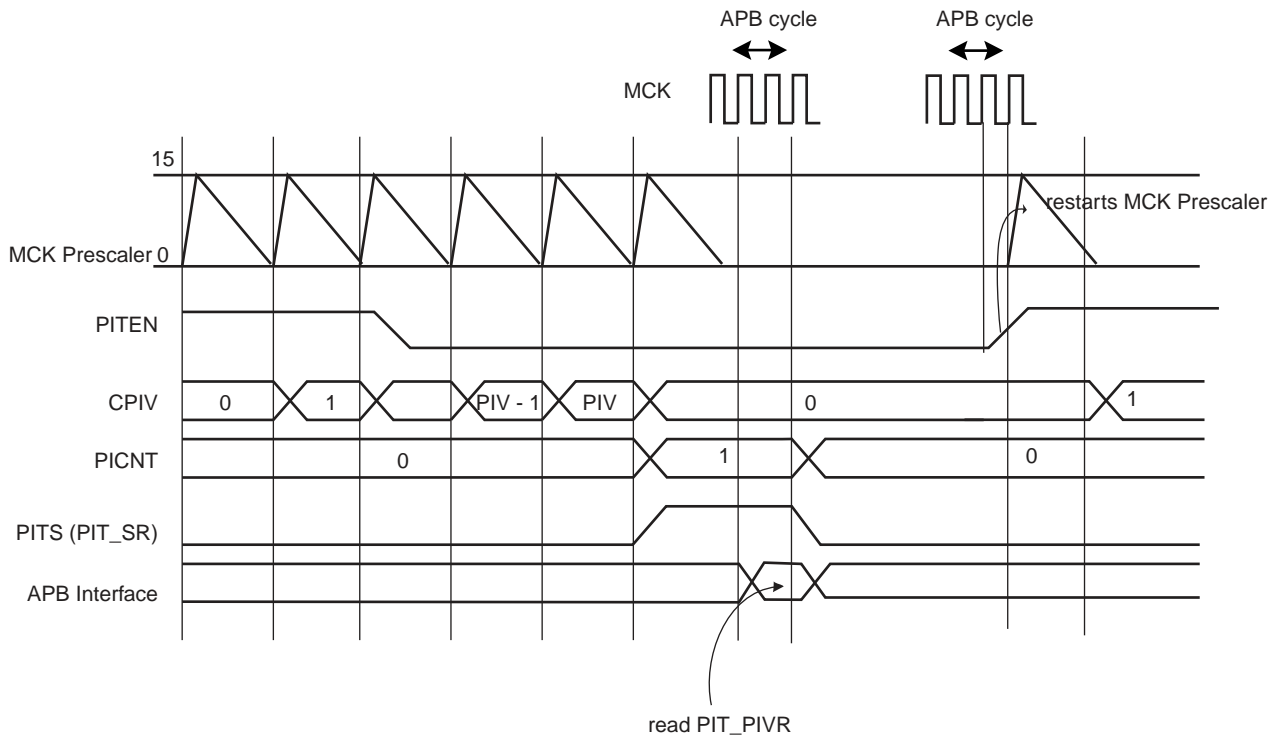 APB cycle
APB cycle
MCK
15
restarts MCK Prescaler
MCK Prescaler 0
PITEN
CPIV
0
1
PIV - 1
PIV
0
1
PICNT
0
1
0
PITS (PIT_SR)
APB Interface
read PIT_PIVR